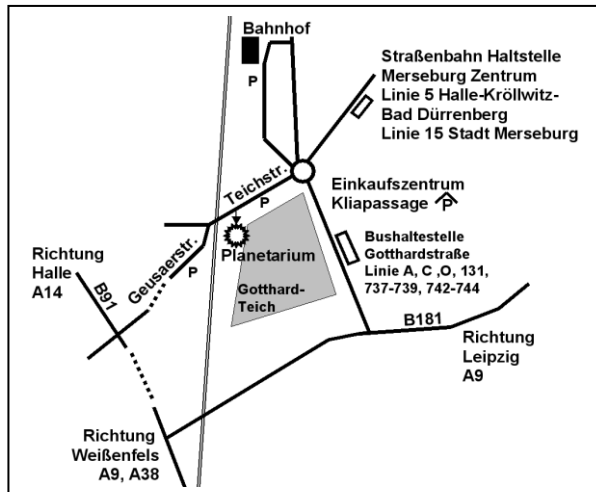 Bahnhof
P
Straßenbahn Haltstelle
Merseburg Zentrum
Linie 5 Halle-Kröllwitz-
Bad Dürrenberg
Linie 15 Stadt Merseburg
Teichstr.
P
Einkaufszentrum
Kliapassage P
Bushaltestelle
Gotthardstraße
Linie A, C ,O, 131,
737-739, 742-744
Planetarium
Gotthard-
Teich
Geusaerstr.
P
Richtung
Halle
A14
B91
B181
Richtung
Leipzig
A9
Richtung
Weißenfels
A9, A38